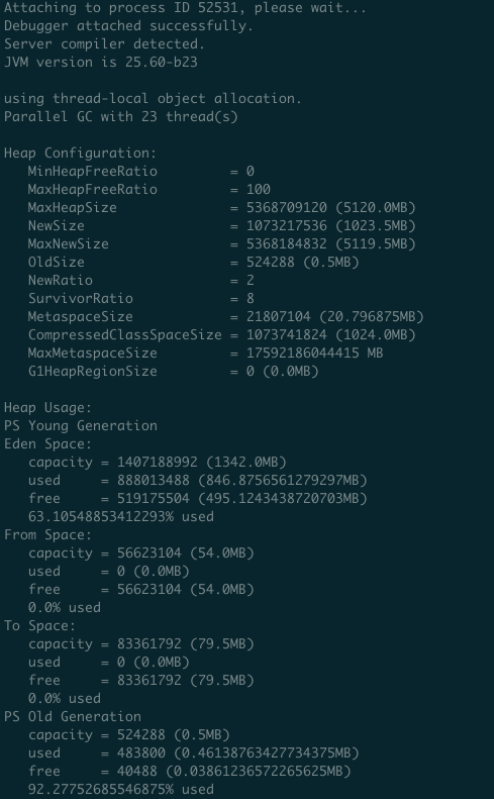 Attaching to process ID 52531, please wait...
Debugger attached successfully.
Server compiler detected.
JVM version is 25.60-b23

using thread-local object allocation.
Parallel GC with 23 thread(s)

Heap Configuration:
   MinHeapFreeRatio         = 0
   MaxHeapFreeRatio         = 100
   MaxHeapSize              = 5368709120 (5120.0MB)
   NewSize                  = 1073217536 (1023.5MB)
   MaxNewSize               = 5368184832 (5119.5MB)
   OldSize                  = 524288 (0.5MB)
   NewRatio                 = 2
   SurvivorRatio            = 8
   MetaspaceSize            = 21807104 (20.796875MB)
   CompressedClassSpaceSize = 1073741824 (1024.0MB)
   MaxMetaspaceSize         = 17592186044415 MB
   G1HeapRegionSize         = 0 (0.0MB)

Heap Usage:
PS Young Generation
Eden Space:
   capacity = 1407188992 (1342.0MB)
   used     = 888013488 (846.8756561279297MB)
   free     = 519175504 (495.1243438720703MB)
   63.10548853412293% used
From Space:
   capacity = 56623104 (54.0MB)
   used     = 0 (0.0MB)
   free     = 56623104 (54.0MB)
   0.0% used
To Space:
   capacity = 83361792 (79.5MB)
   used     = 0 (0.0MB)
   free     = 83361792 (79.5MB)
   0.0% used
PS Old Generation
   capacity = 524288 (0.5MB)
   used     = 483800 (0.46138763427734375MB)
   free     = 40488 (0.03861236572265625MB)
   92.27752685546875% used